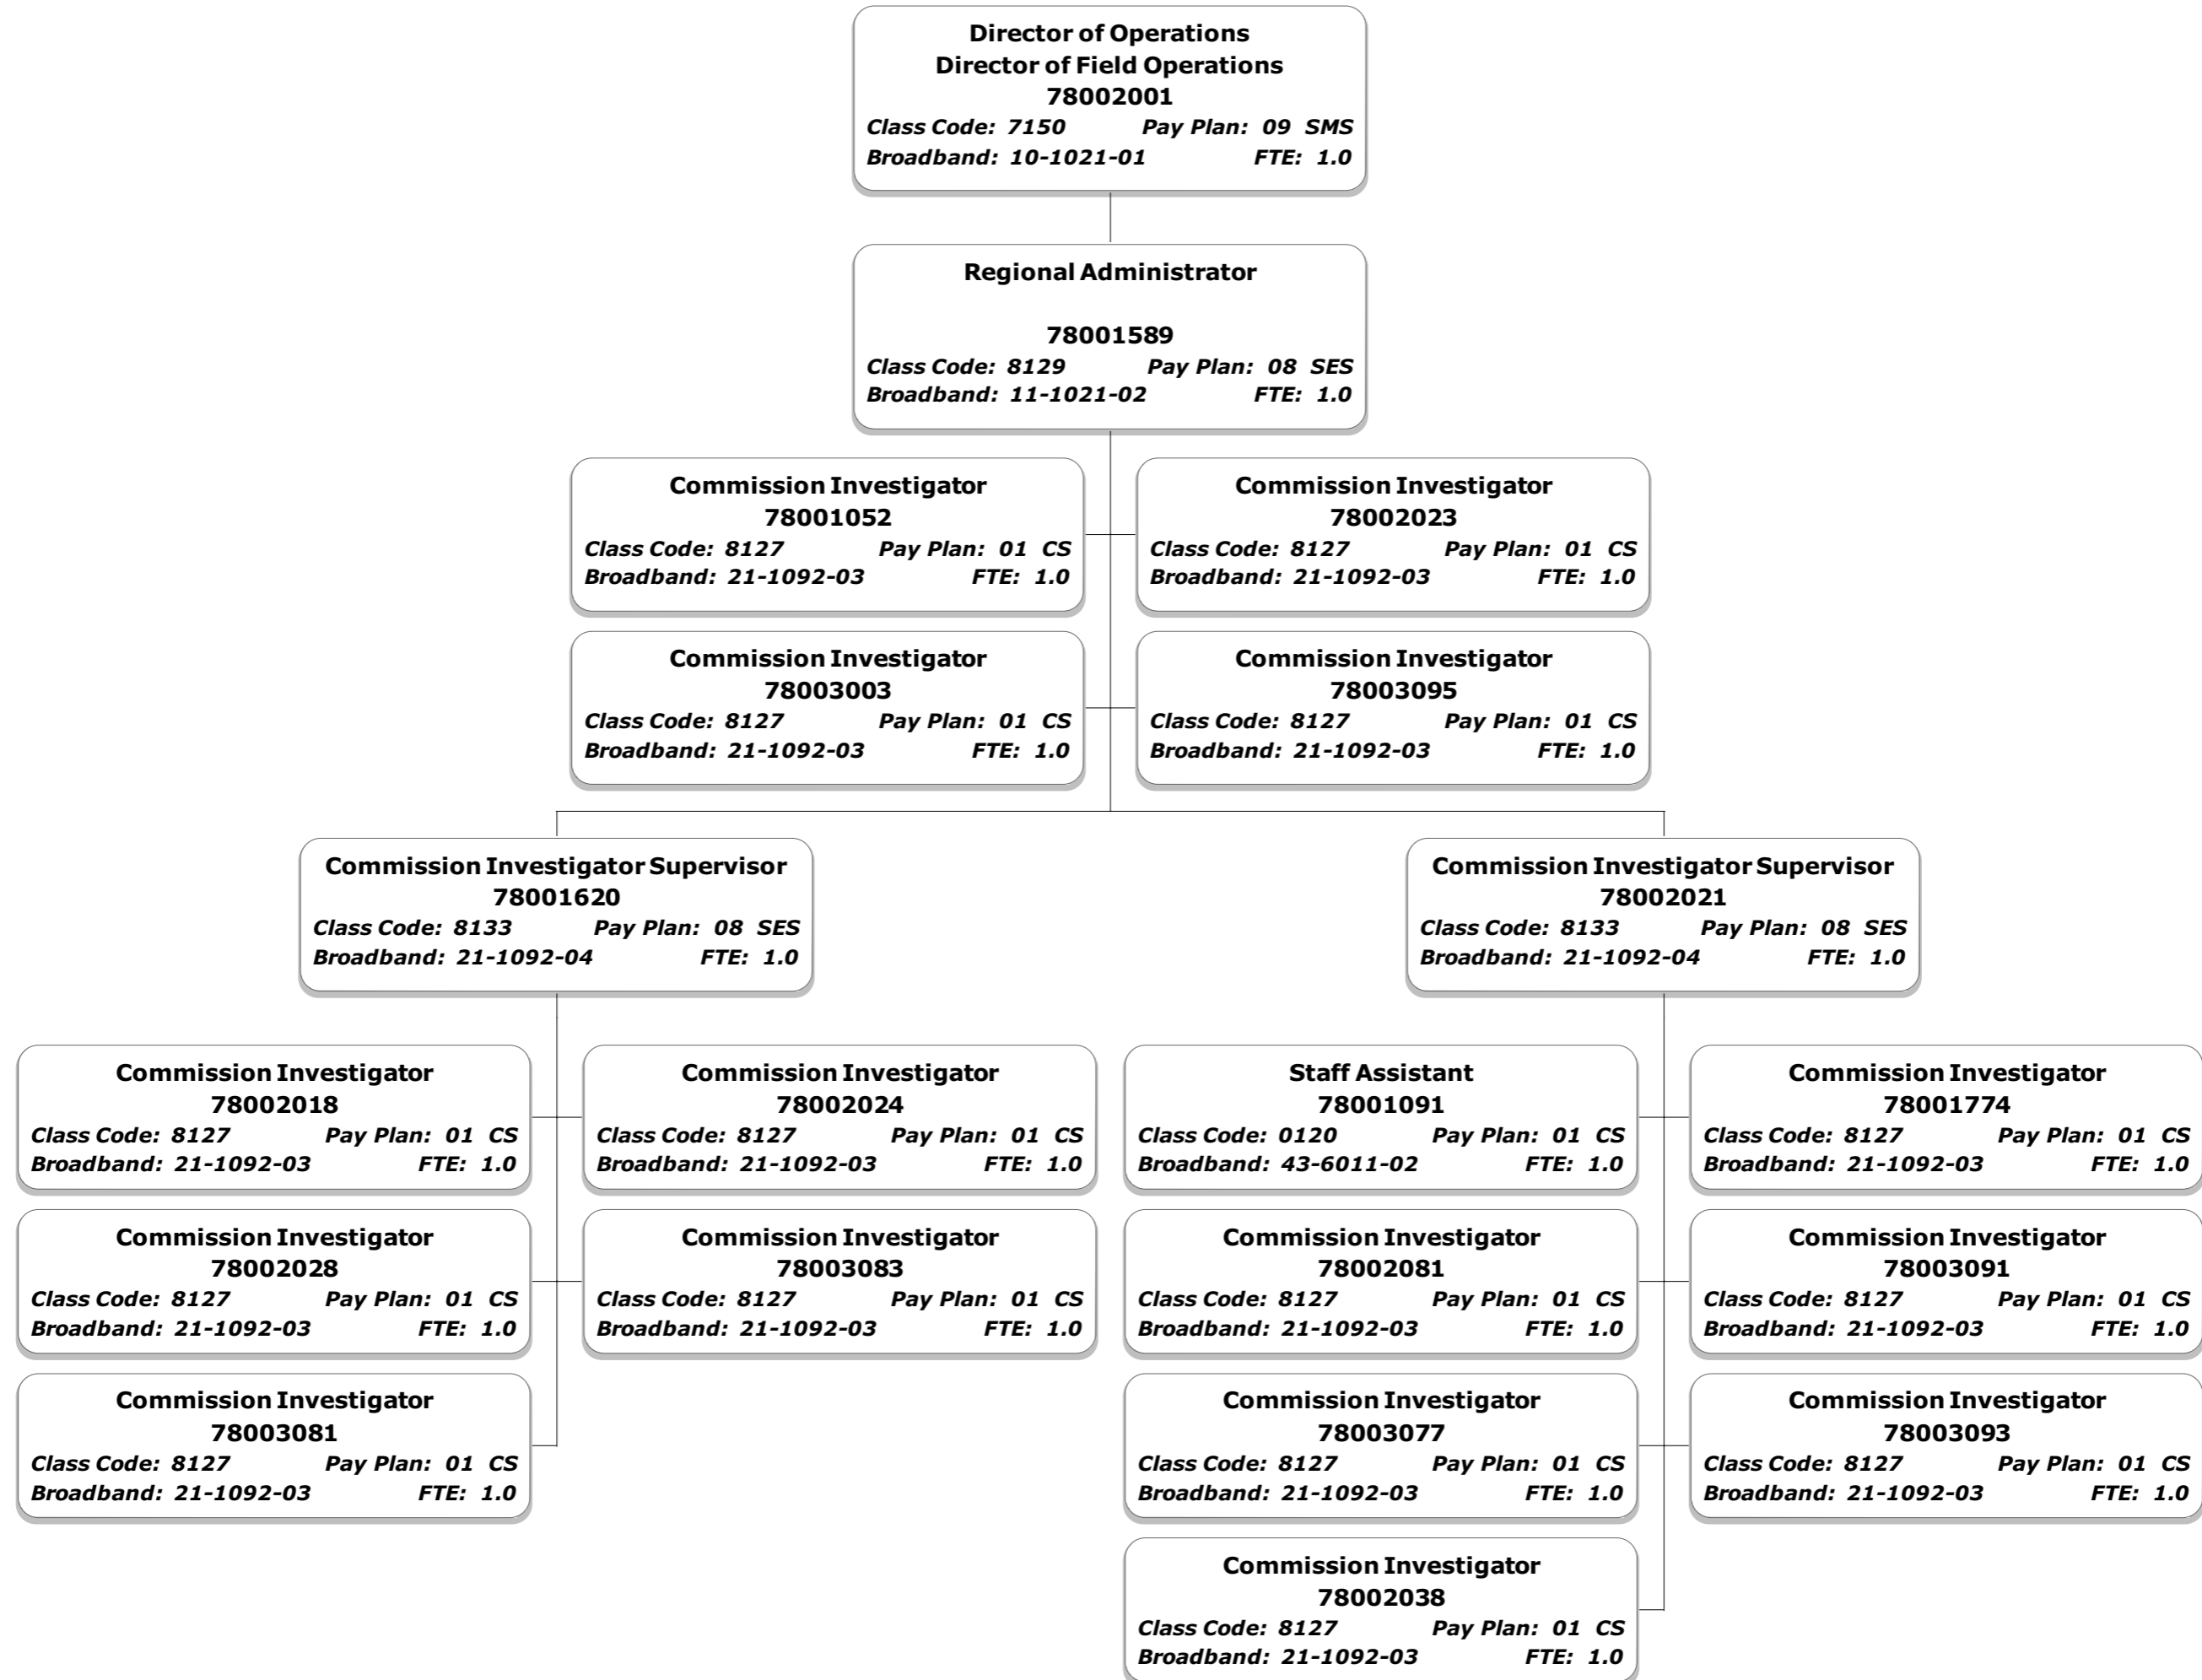 Director of Operations
Director of Field Operations
78002001
Class Code: 7150 Pay Plan: 09 SMS
Broadband: 10-1021-01 FTE: 1.0
Regional Administrator
78001589
Class Code: 8129 Pay Plan: 08 SES
Broadband: 11-1021-02 FTE: 1.0
Commission Investigator
78001052
Class Code: 8127 Pay Plan: 01 CS
Broadband: 21-1092-03 FTE: 1.0
Commission Investigator
78002023
Class Code: 8127 Pay Plan: 01 CS
Broadband: 21-1092-03 FTE: 1.0
Commission Investigator
78003003
Class Code: 8127 Pay Plan: 01 CS
Broadband: 21-1092-03 FTE: 1.0
Commission Investigator
78003095
Class Code: 8127 Pay Plan: 01 CS
Broadband: 21-1092-03 FTE: 1.0
Commission Investigator Supervisor
78001620
Class Code: 8133 Pay Plan: 08 SES
Broadband: 21-1092-04 FTE: 1.0
Commission Investigator Supervisor
78002021
Class Code: 8133 Pay Plan: 08 SES
Broadband: 21-1092-04 FTE: 1.0
Commission Investigator
78002018
Class Code: 8127 Pay Plan: 01 CS
Broadband: 21-1092-03 FTE: 1.0
Commission Investigator
78002024
Class Code: 8127 Pay Plan: 01 CS
Broadband: 21-1092-03 FTE: 1.0
Staff Assistant
78001091
Class Code: 0120 Pay Plan: 01 CS
Broadband: 43-6011-02 FTE: 1.0
Commission Investigator
78001774
Class Code: 8127 Pay Plan: 01 CS
Broadband: 21-1092-03 FTE: 1.0
Commission Investigator
78002028
Class Code: 8127 Pay Plan: 01 CS
Broadband: 21-1092-03 FTE: 1.0
Commission Investigator
78003083
Class Code: 8127 Pay Plan: 01 CS
Broadband: 21-1092-03 FTE: 1.0
Commission Investigator
78002081
Class Code: 8127 Pay Plan: 01 CS
Broadband: 21-1092-03 FTE: 1.0
Commission Investigator
78003091
Class Code: 8127 Pay Plan: 01 CS
Broadband: 21-1092-03 FTE: 1.0
Commission Investigator
78003081
Class Code: 8127 Pay Plan: 01 CS
Broadband: 21-1092-03 FTE: 1.0
Commission Investigator
78003077
Class Code: 8127 Pay Plan: 01 CS
Broadband: 21-1092-03 FTE: 1.0
Commission Investigator
78003093
Class Code: 8127 Pay Plan: 01 CS
Broadband: 21-1092-03 FTE: 1.0
Commission Investigator
78002038
Class Code: 8127 Pay Plan: 01 CS
Broadband: 21-1092-03 FTE: 1.0